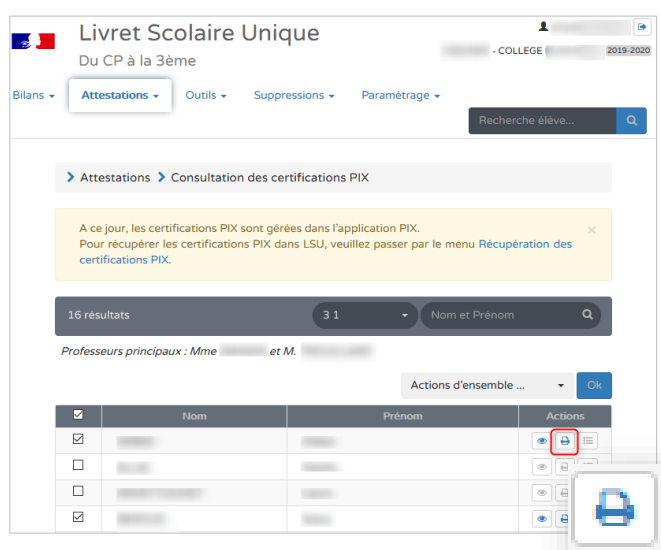 Livret Scolaire Unique
Du CP à la 3ème
- COLLEGE
2019-2020
Bilans
Attestations
Outils
Suppressions
Paramétrage
Recherche élève...
Attestations
Consultation des certifications PIX
A ce jour, les certifications PIX sont gérées dans l'application PIX.
Pour récupérer les certifications PIX dans LSU, veuillez passer par le menu Récupération des
certifications PIX.
×
16 résultats
3 1
Nom et Prénom
Professeurs principaux : Mme et M.
Actions d'ensemble ...
Ok
Nom
Prénom
Actions